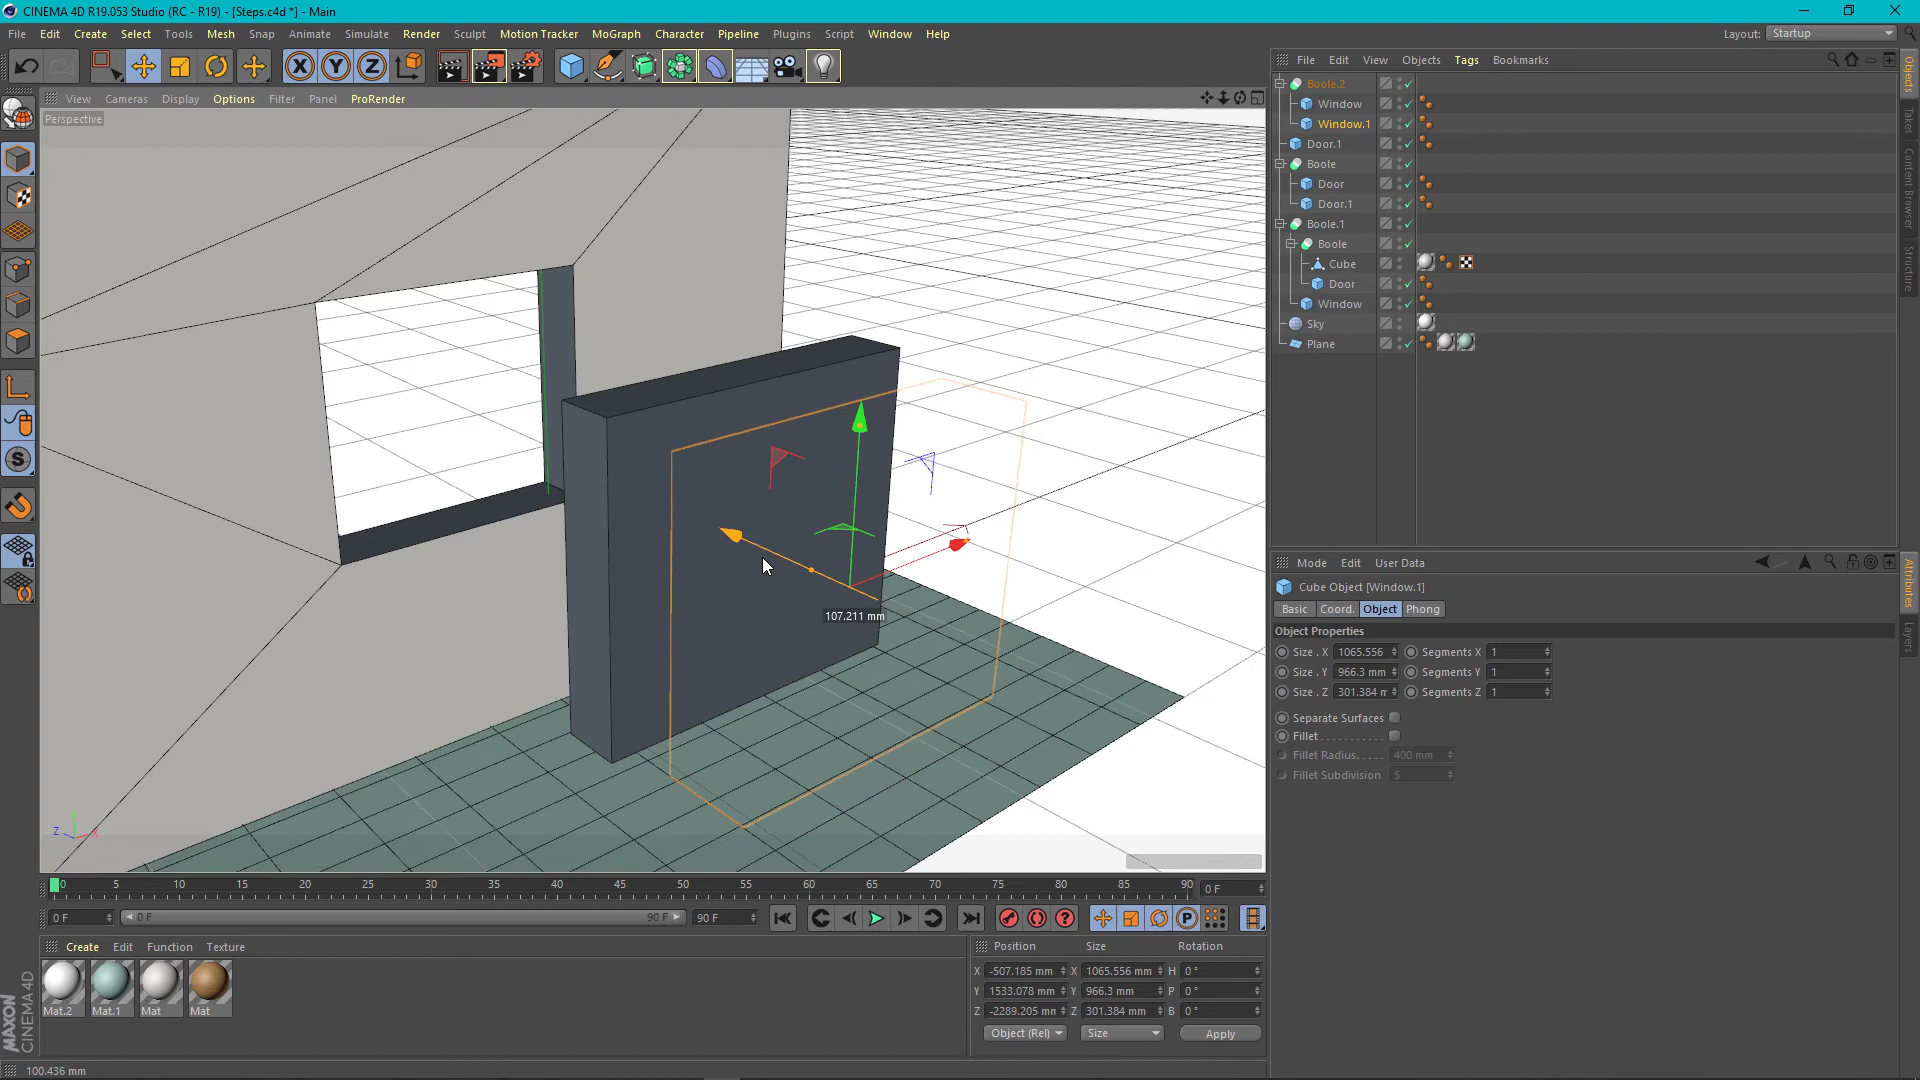 CINEMA 4D R19.053 Studio (RC - R19) - [Steps.c4d *] - Main
File Edit Create Select Tools Mesh Snap Animate Simulate Render Sculpt Motion Tracker MoGraph Character Pipeline Plugins Script Window Help
Layout: Startup
View Cameras Display Options Filter Panel ProRender
Perspective
107.211 mm
Z X
File Edit View Objects Tags Bookmarks
Boole.2
Window
Window.1
Door.1
Boole
Door
Door.1
Boole.1
Boole
Cube
Door
Window
Sky
Plane
Objects
Takes
Content Browser
Structure
Mode Edit User Data
Cube Object [Window.1]
Basic Coord. Object Phong
Object Properties
Size . X 1065.556 Segments X 1
Size . Y 966.3 mm Segments Y 1
Size . Z 301.384 m Segments Z 1
Separate Surfaces
Fillet . . . . . . . . . . .
Fillet Radius. . . . . 400 mm
Fillet Subdivision 5
Attributes
Layers
0 5 10 15 20 25 30 35 40 45 50 55 60 65 70 75 80 85 90 0 F
0 F 0 F 90 F 90 F
Create Edit Function Texture
Mat.2 Mat.1 Mat Mat
Position Size Rotation
X -507.185 mm X 1065.556 mm H 0 °
Y 1533.078 mm Y 966.3 mm P 0 °
Z -2289.205 mm Z 301.384 mm B 0 °
Object (Rel) Size Apply
MAXON
CINEMA 4D
100.436 mm